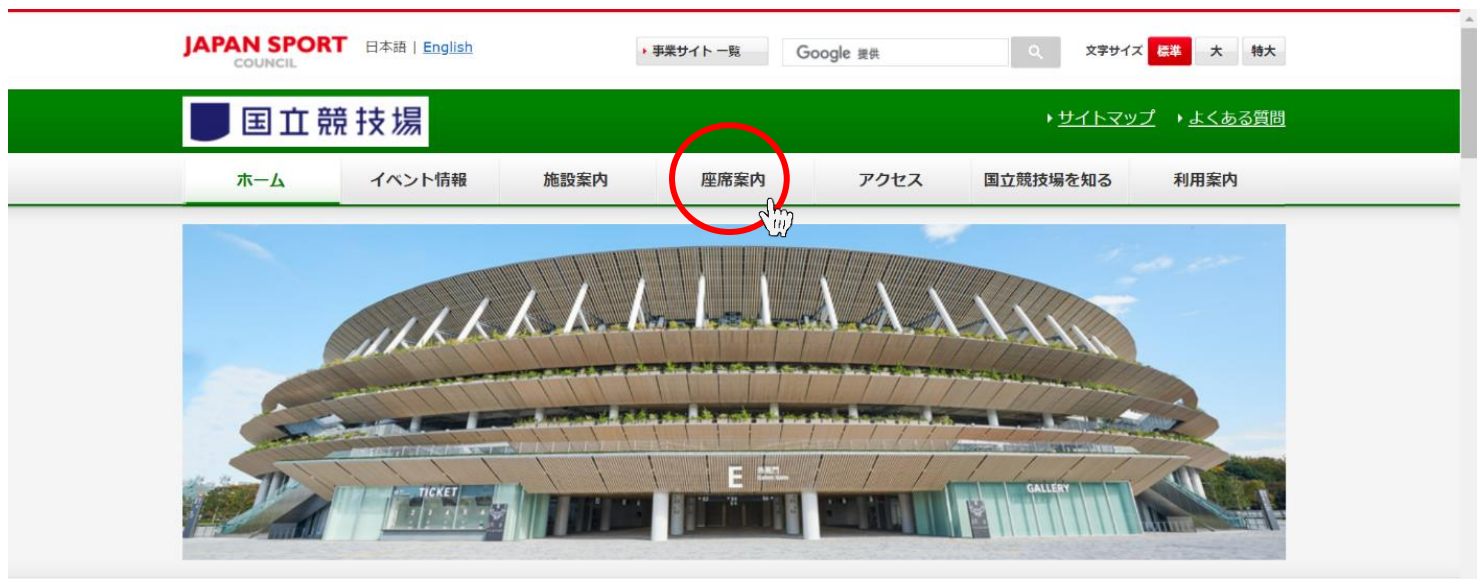 JAPAN SPORT
COUNCIL
日本語 | English
事業サイト 一覧
Google 提供
文字サイズ 標準 大 特大
国立競技場
サイトマップ よくある質問
ホーム イベント情報 施設案内 座席案内 アクセス 国立競技場を知る 利用案内
E
TICKET
GALLERY